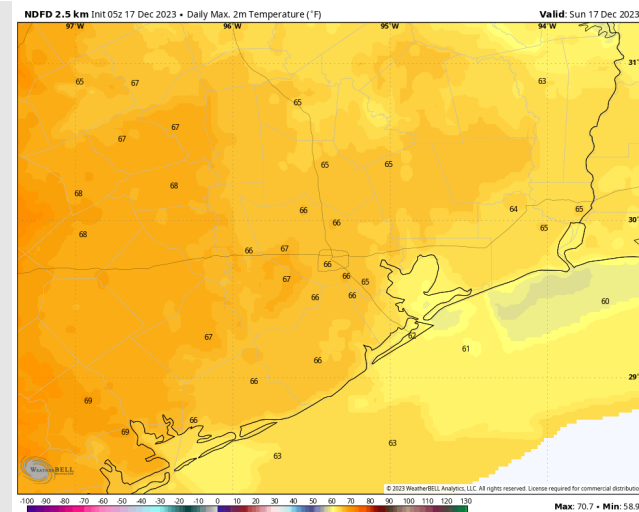 NDFD 2.5 km Init 05z 17 Dec 2023 • Daily Max. 2m Temperature (°F) Valid: Sun 17 Dec 2023
97°W 96°W 95°W 94°W
31°
65 67 63
65
67
67
65 65
68 68
66 64 65
30°
66 65
68
66 67
66
67 66 65
66 66
60
67 62
61
66
29°
66
69
66
69
63 63
WEATHERBELL
© 2023 WeatherBELL Analytics, LLC. All rights reserved. License required for commercial distributio
-100 -90 -80 -70 -60 -50 -40 -30 -20 -10 0 10 20 30 40 50 60 70 80 90 100 110 120 130
Max: 70.7 • Min: 58.9